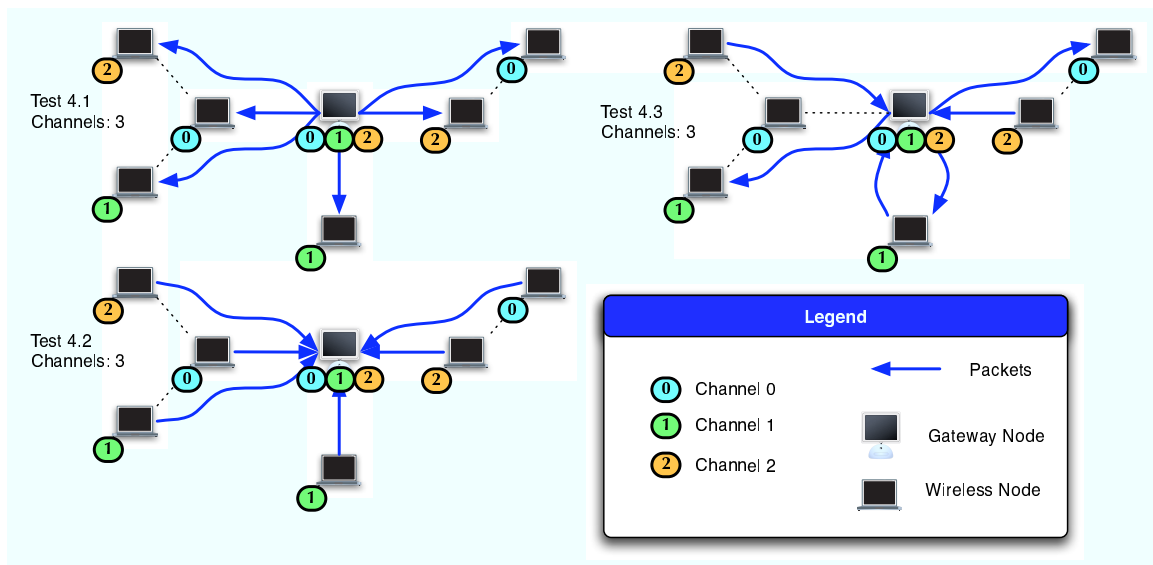 2
0
Test 4.1
Channels: 3
0
0 1 2
2
1
1
2
0
Test 4.3
Channels: 3
0
0 1 2
2
1
1
2
0
Test 4.2
Channels: 3
0
0 1 2
2
1
1
Legend
Packets
0 Channel 0
1 Channel 1
Gateway Node
2 Channel 2
Wireless Node